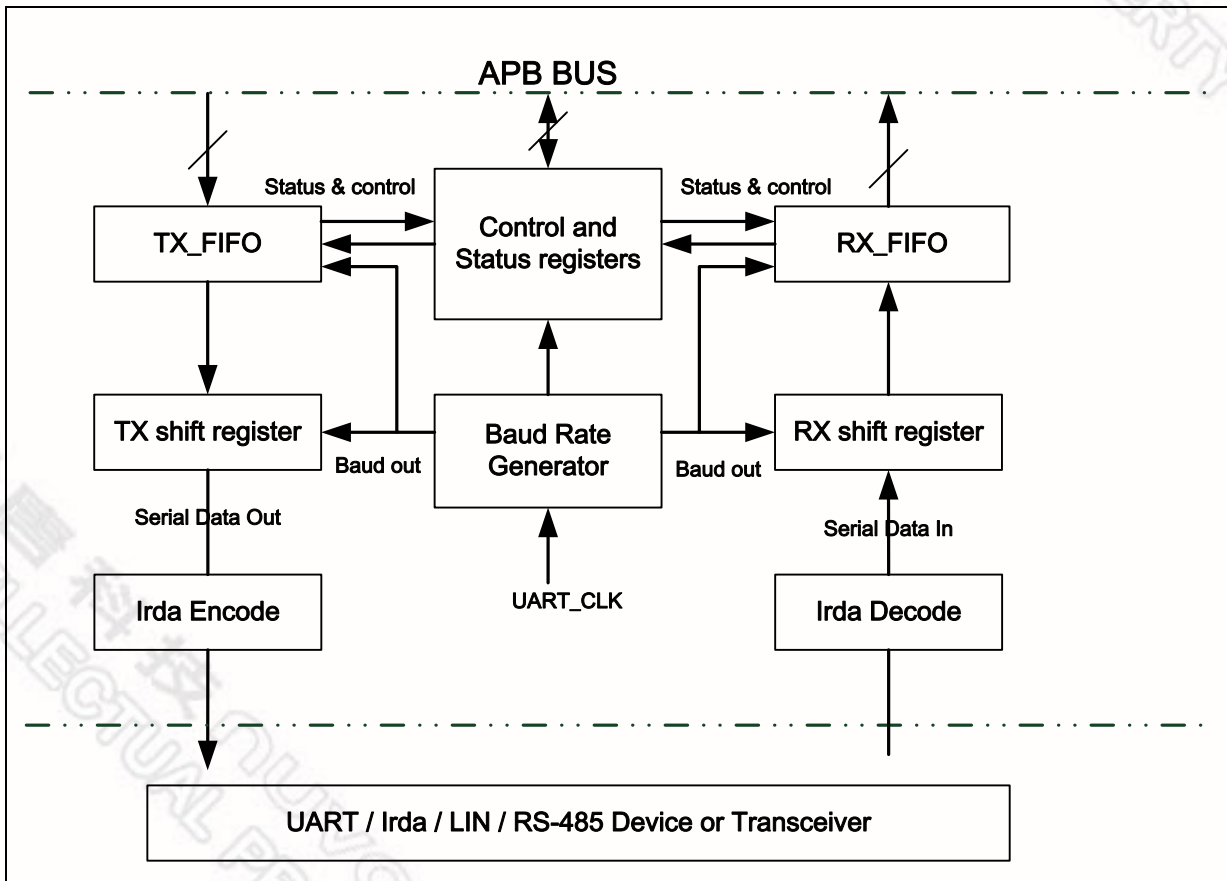 APB BUS
Status & control
Status & control
TX_FIFO
Control and
Status registers
RX_FIFO
TX shift register
Baud Rate
Generator
RX shift register
Baud out
Baud out
Serial Data Out
Serial Data In
UART_CLK
Irda Encode
Irda Decode
UART / Irda / LIN / RS-485 Device or Transceiver